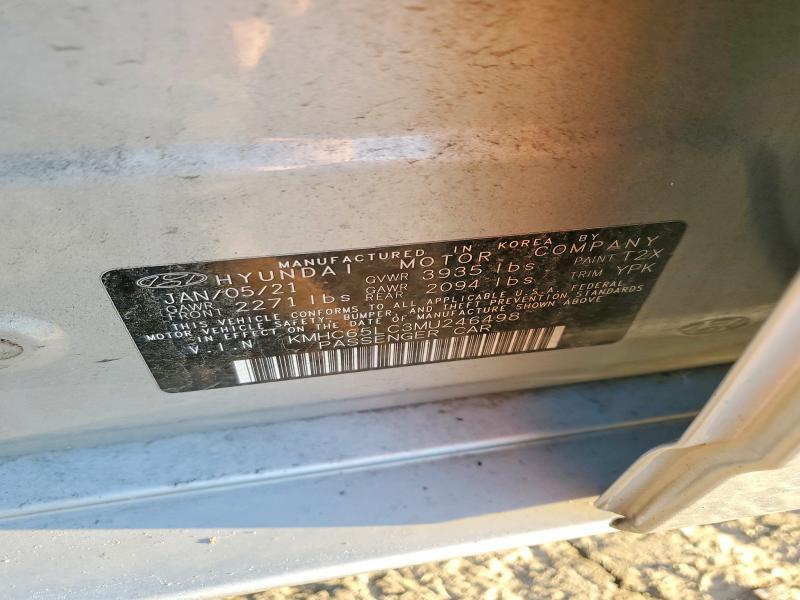 MANUFACTURED IN KOREA BY
HYUNDAI MOTOR COMPANY
JAN/05/21 GVWR 3935 lbs PAINT T2X
GAWR FRONT 2271 lbs GAWR REAR 2094 lbs TRIM YPK
THIS VEHICLE CONFORMS TO ALL APPLICABLE U.S.A. FEDERAL
MOTOR VEHICLE SAFETY, BUMPER, AND THEFT PREVENTION STANDARDS
IN EFFECT ON THE DATE OF MANUFACTURE SHOWN ABOVE
V.I.N KMHC65LC3MU246498
/PASSENGER CAR